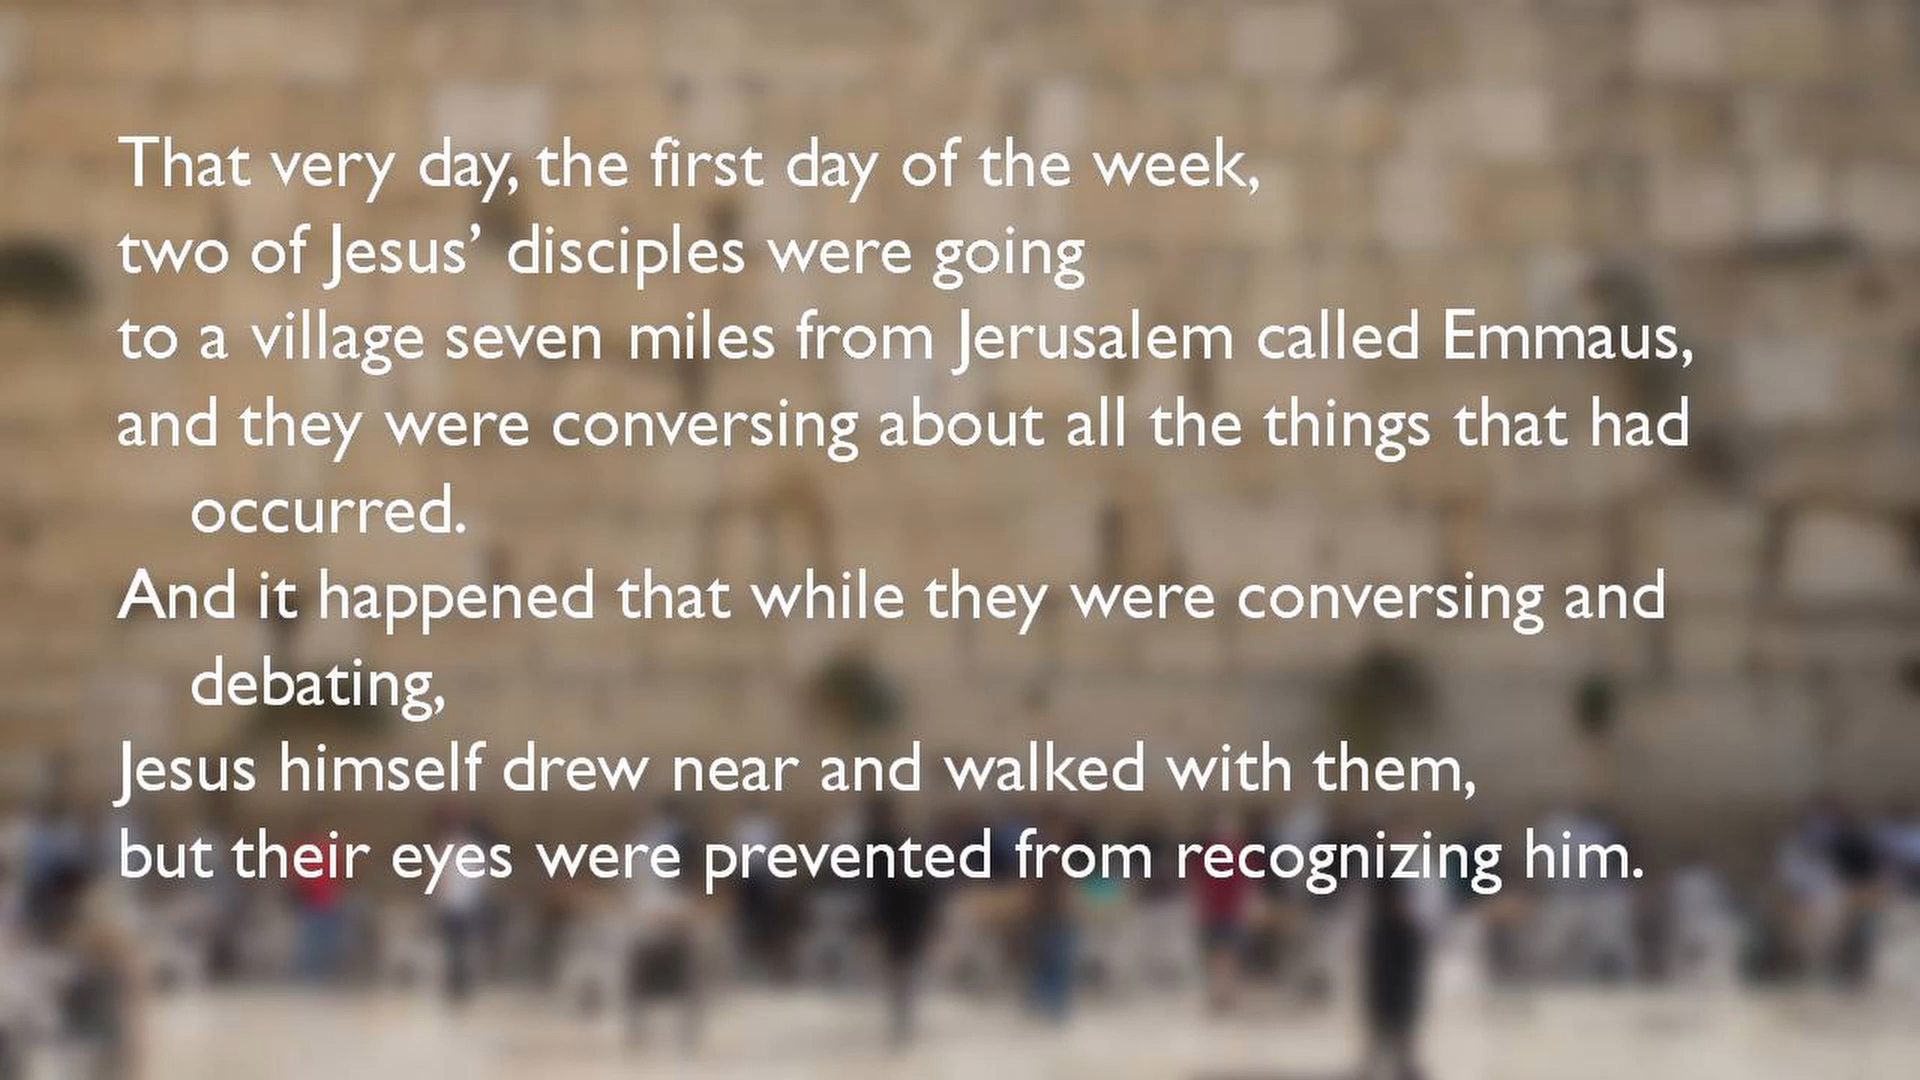 That very day, the first day of the week,
two of Jesus’ disciples were going
to a village seven miles from Jerusalem called Emmaus,
and they were conversing about all the things that had
occurred.
And it happened that while they were conversing and
debating,
Jesus himself drew near and walked with them,
but their eyes were prevented from recognizing him.